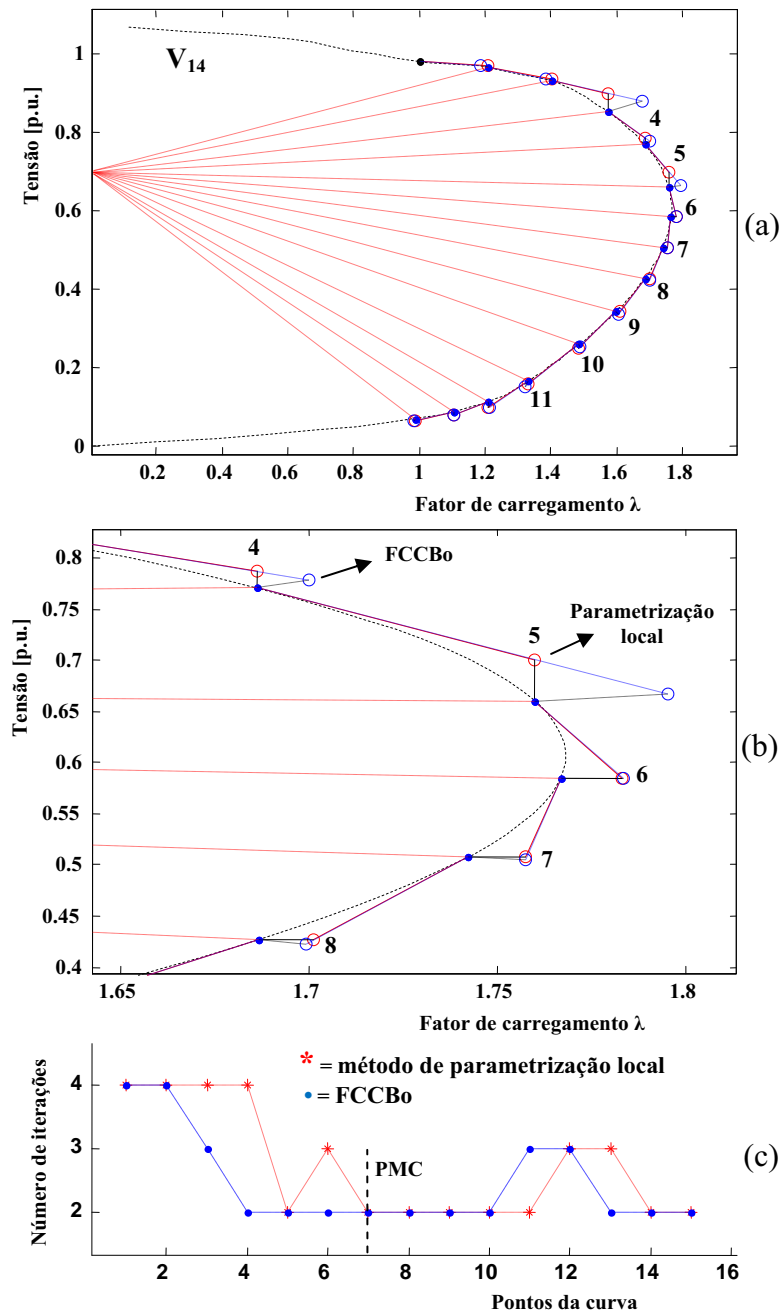 V14
Tensão [p.u.]
1
0.8
0.6
0.4
0.2
0
4
5
6
7
8
9
10
11
(a)
0.2 0.4 0.6 0.8 1 1.2 1.4 1.6 1.8
Fator de carregamento λ
Tensão [p.u.]
0.8
0.75
0.7
0.65
0.6
0.55
0.5
0.45
0.4
4
FCCBo
5
Parametrização
local
6
7
8
(b)
1.65 1.7 1.75 1.8
Fator de carregamento λ
Número de iterações
4
3
2
* = método de parametrização local
• = FCCBo
PMC
(c)
2 4 6 8 10 12 14 16
Pontos da curva